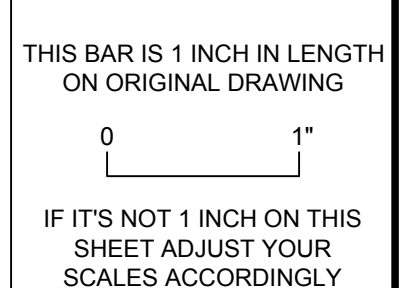 THIS BAR IS 1 INCH IN LENGTH
ON ORIGINAL DRAWING
0 1"
IF IT'S NOT 1 INCH ON THIS
SHEET ADJUST YOUR
SCALES ACCORDINGLY